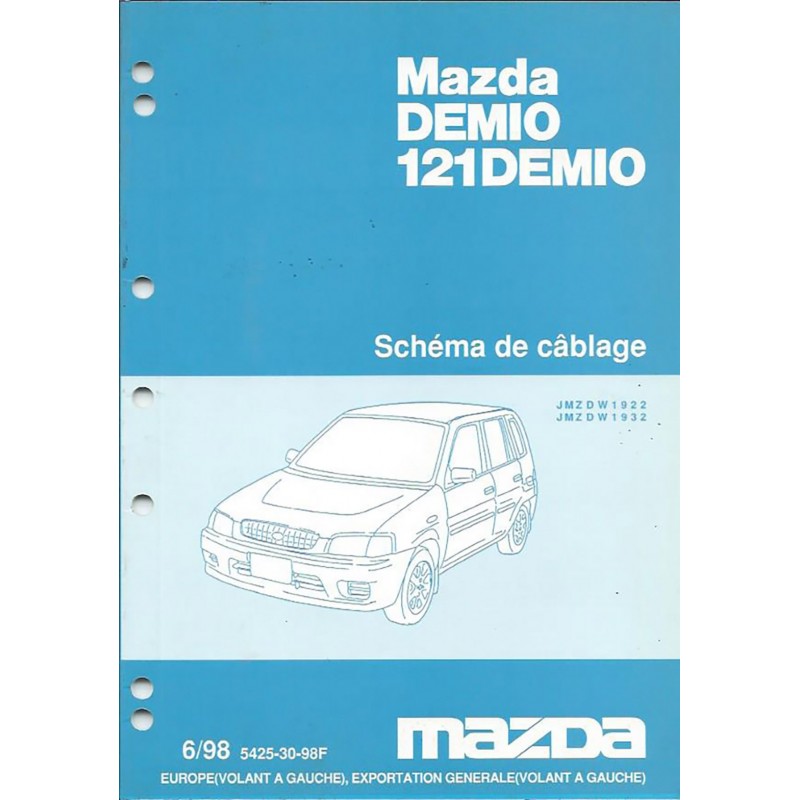 Mazda
DEMIO
121DEMIO
Schéma de câblage
JMZDW1922
JMZDW1932
6/98 5425-30-98F
mazda
EUROPE(VOLANT A GAUCHE), EXPORTATION GENERALE(VOLANT A GAUCHE)